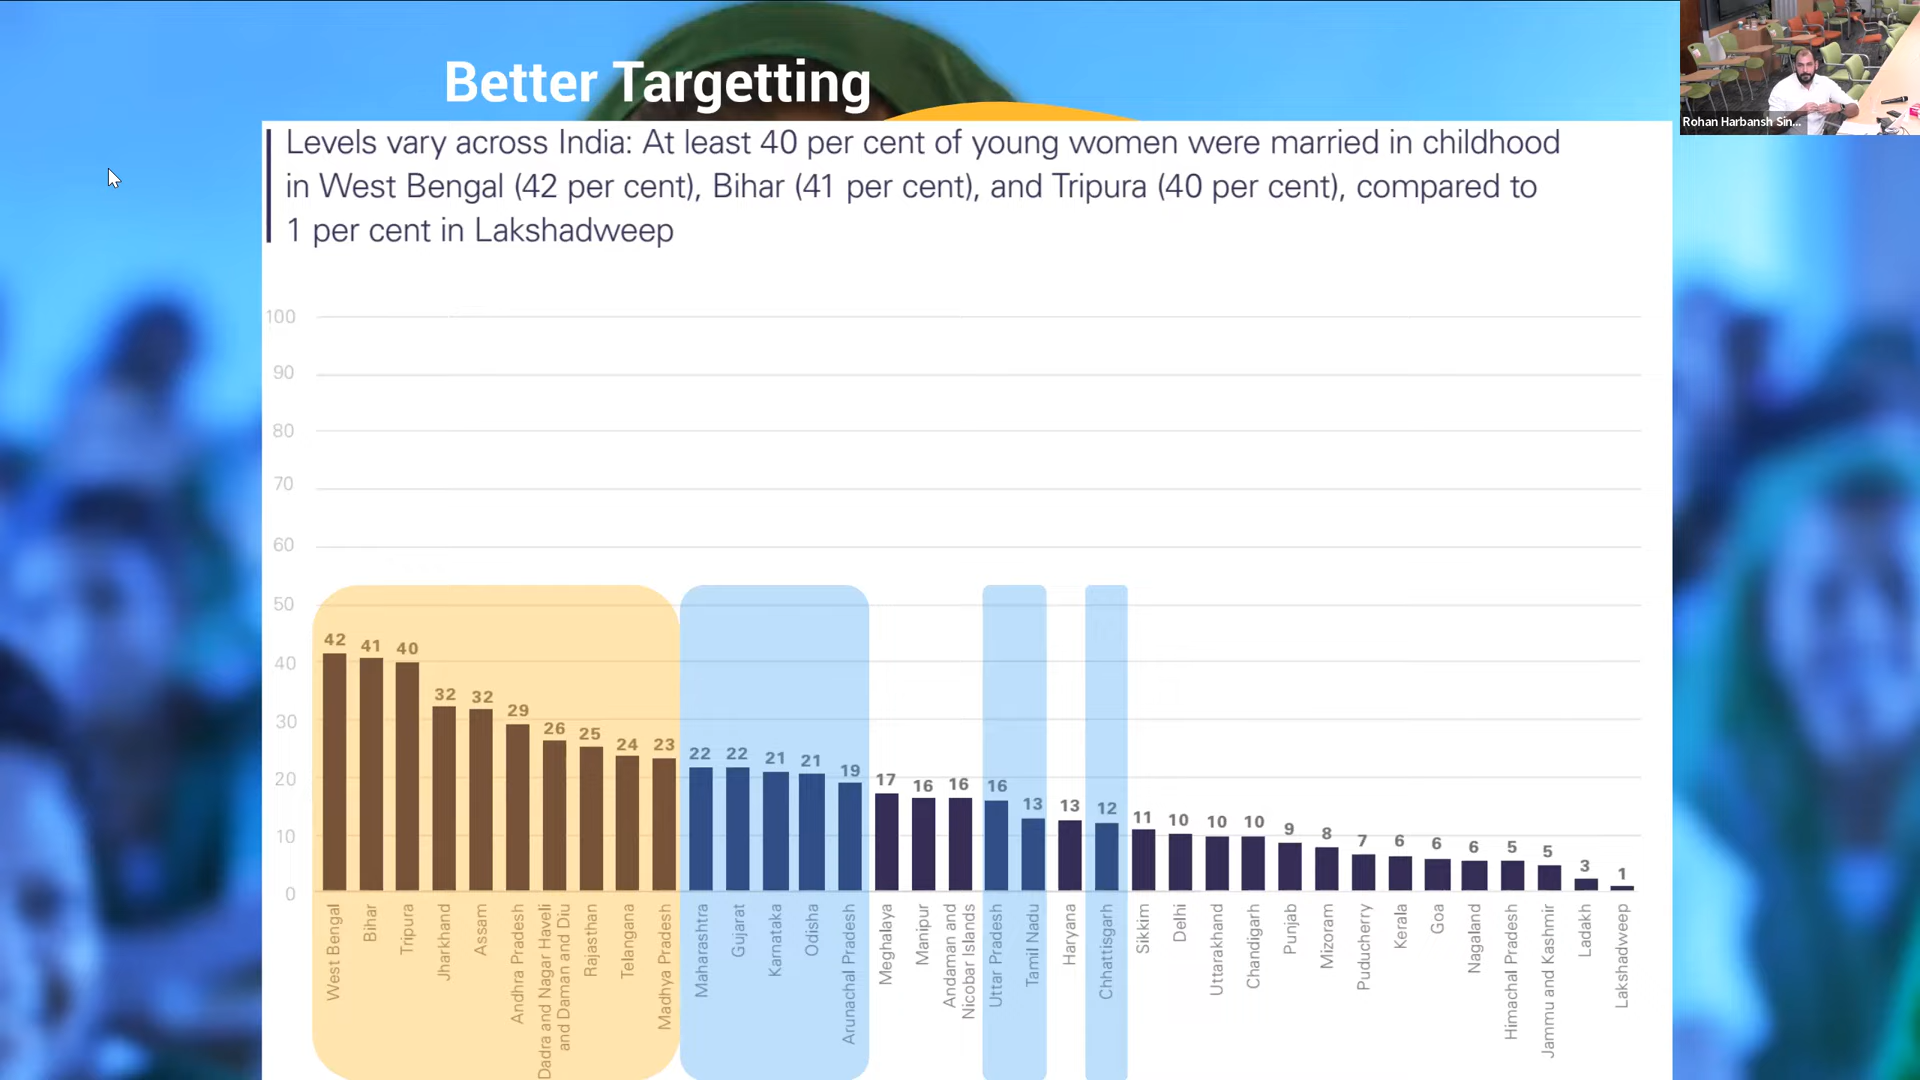 Better Targetting
Rohan Harbansh Sin...
Levels vary across India: At least 40 per cent of young women were married in childhood
in West Bengal (42 per cent), Bihar (41 per cent), and Tripura (40 per cent), compared to
1 per cent in Lakshadweep
100
90
80
70
60
50
40
30
20
10
0
42
41
40
32
32
29
26
25
24
23
22
22
21
21
19
17
16
16
16
13
13
12
11
10
10
10
9
8
7
6
6
6
5
5
3
1
West Bengal
Bihar
Tripura
Jharkhand
Assam
Andhra Pradesh
Dadra and Nagar Haveli
and Daman and Diu
Rajasthan
Telangana
Madhya Pradesh
Maharashtra
Gujarat
Karnataka
Odisha
Arunachal Pradesh
Meghalaya
Manipur
Andaman and
Nicobar Islands
Uttar Pradesh
Tamil Nadu
Haryana
Chhattisgarh
Sikkim
Delhi
Uttarakhand
Chandigarh
Punjab
Mizoram
Puducherry
Kerala
Goa
Nagaland
Himachal Pradesh
Jammu and Kashmir
Ladakh
Lakshadweep